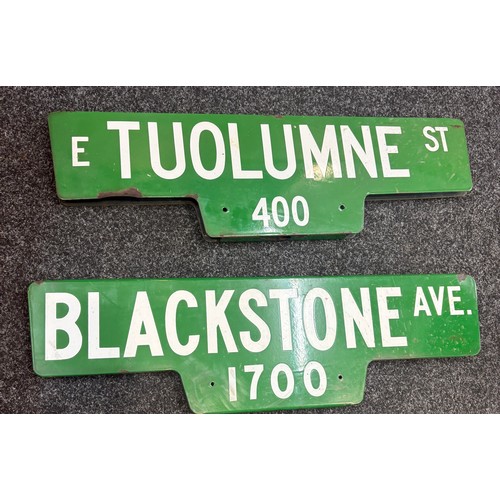 E TUOLUMNE ST
400
BLACKSTONE AVE.
1700